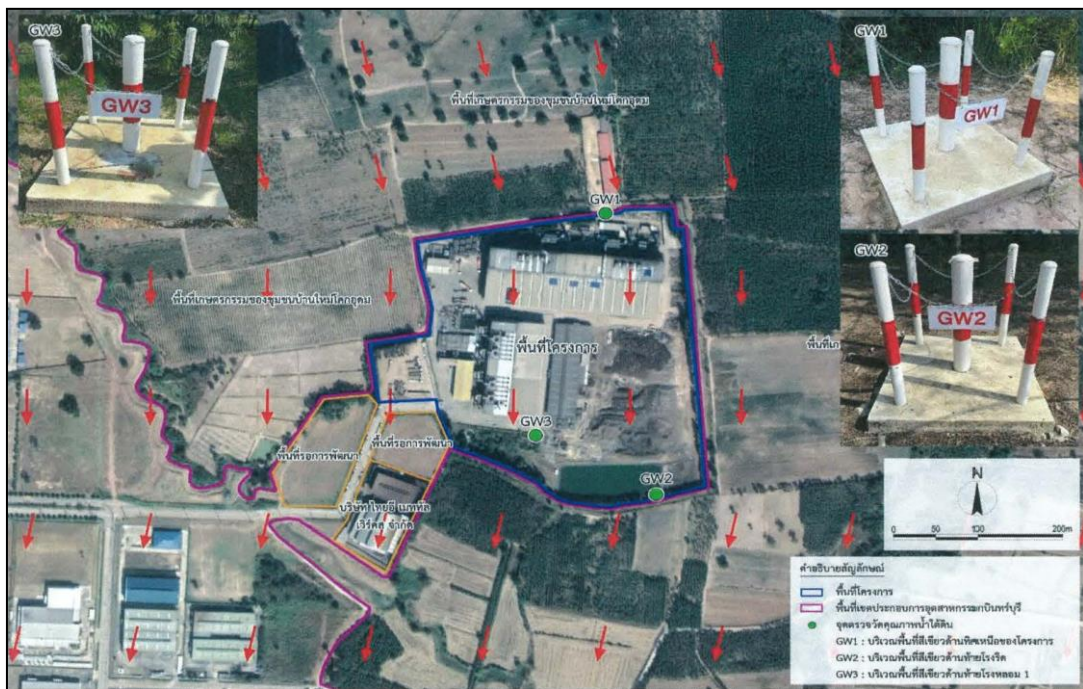 GW3
GW3
GW1
GW1
พื้นที่เกษตรกรรมของชุมชนบ้านใหม่โคกอุดม
GW1
GW2
GW2
พื้นที่เกษตรกรรมของชุมชนบ้านใหม่โคกอุดม
พื้นที่โครงการ
พื้นที่เก
GW3
พื้นที่รอการพัฒนา
พื้นที่รอการพัฒนา
GW2
บริษัท ไทยอี เมททัล
เวิร์คส จำกัด
N
0 50 100 200m
คำอธิบายสัญลักษณ์
พื้นที่โครงการ
พื้นที่เขตประกอบการอุตสาหกรรมกบินทร์บุรี
จุดตรวจวัดคุณภาพน้ำใต้ดิน
GW1 : บริเวณพื้นที่สีเขียวด้านทิศเหนือของโครงการ
GW2 : บริเวณพื้นที่สีเขียวด้านท้ายโรงรีด
GW3 : บริเวณพื้นที่สีเขียวด้านท้ายโรงหลอม 1